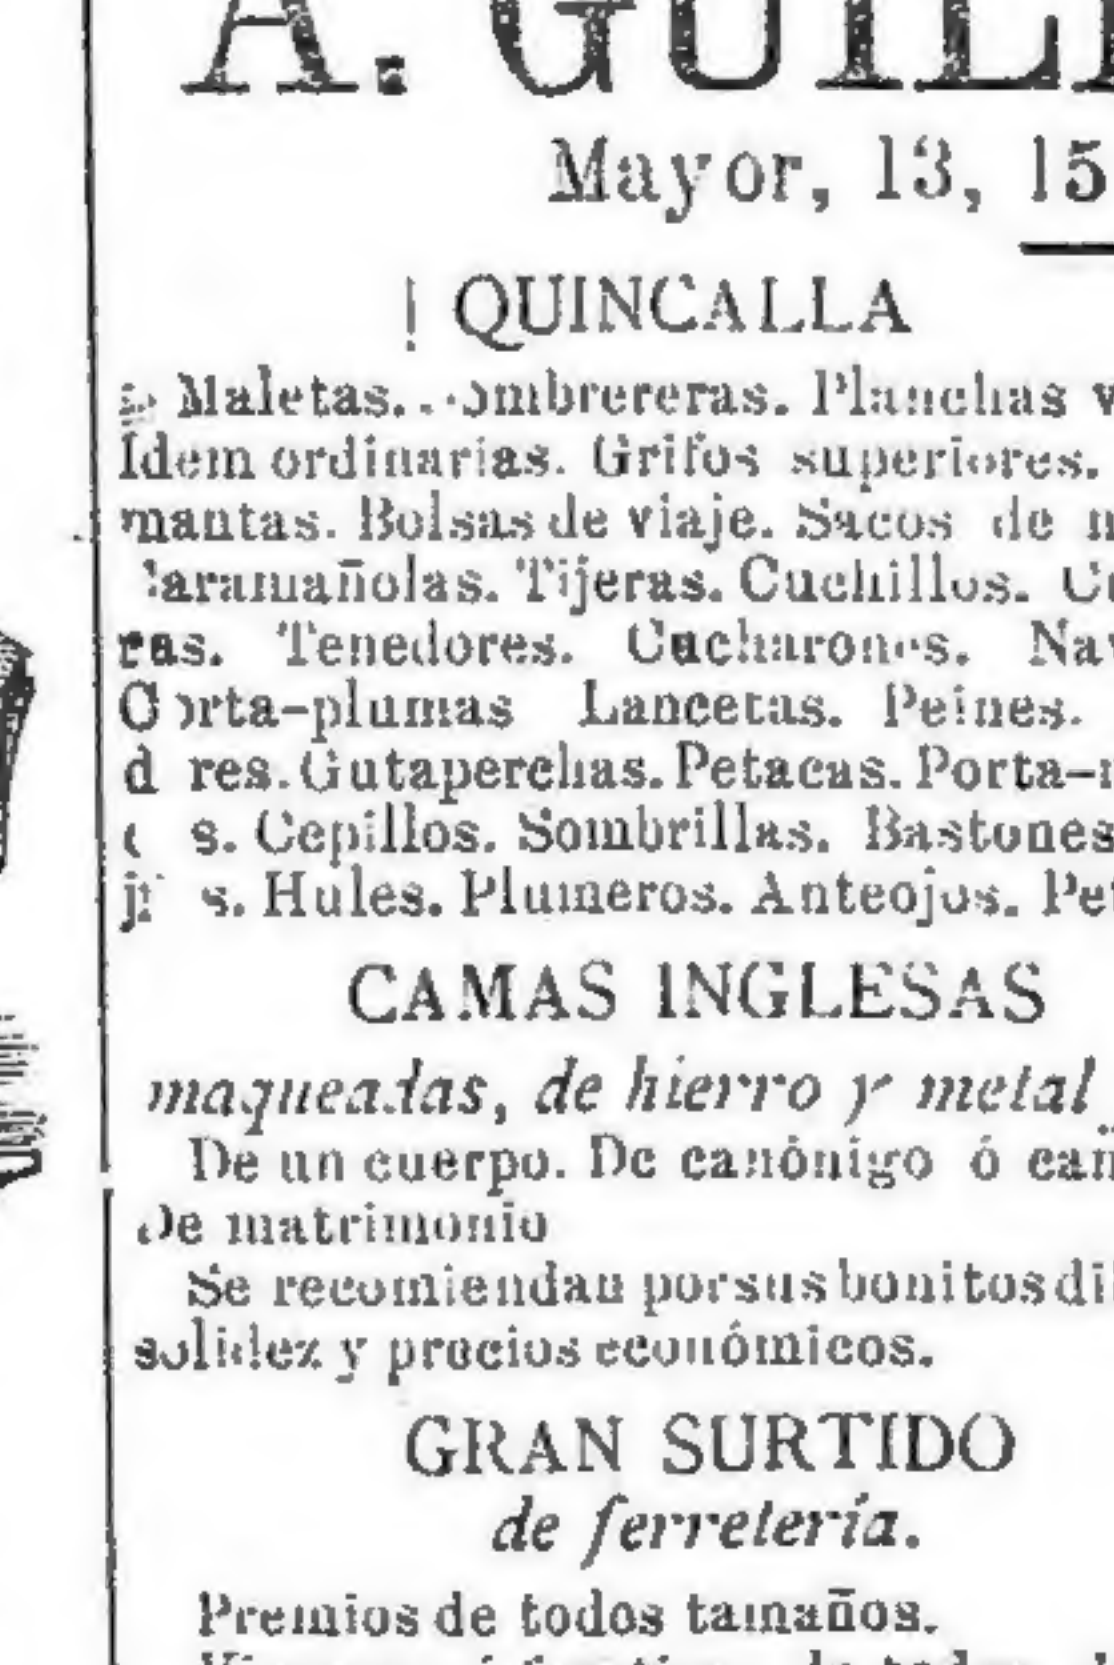 A. GUIL
Mayor, 13, 15
QUINCALLA
Maletas. Planchas
Idem ordinarias. Grifos superiores.
mantas. Bolsas de viaje. Sacos de
Tijeras. Cuchillos.
ras. Tenedores. Cucharones.
plumas Lancetas. Peines.
res. Gutaperchas. Petacas. Porta-
s. Cepillos. Sombrillas. Bastones
s. Hules. Plumeros. Anteojos.
CAMAS INGLESAS
maqueadas, de hierro y metal
De un cuerpo. De canónigo ó
De matrimonio
Se recomiendan por sus bonitos
solidez y precios económicos.
GRAN SURTIDO
de ferretería.
Premios de todos tamaños.